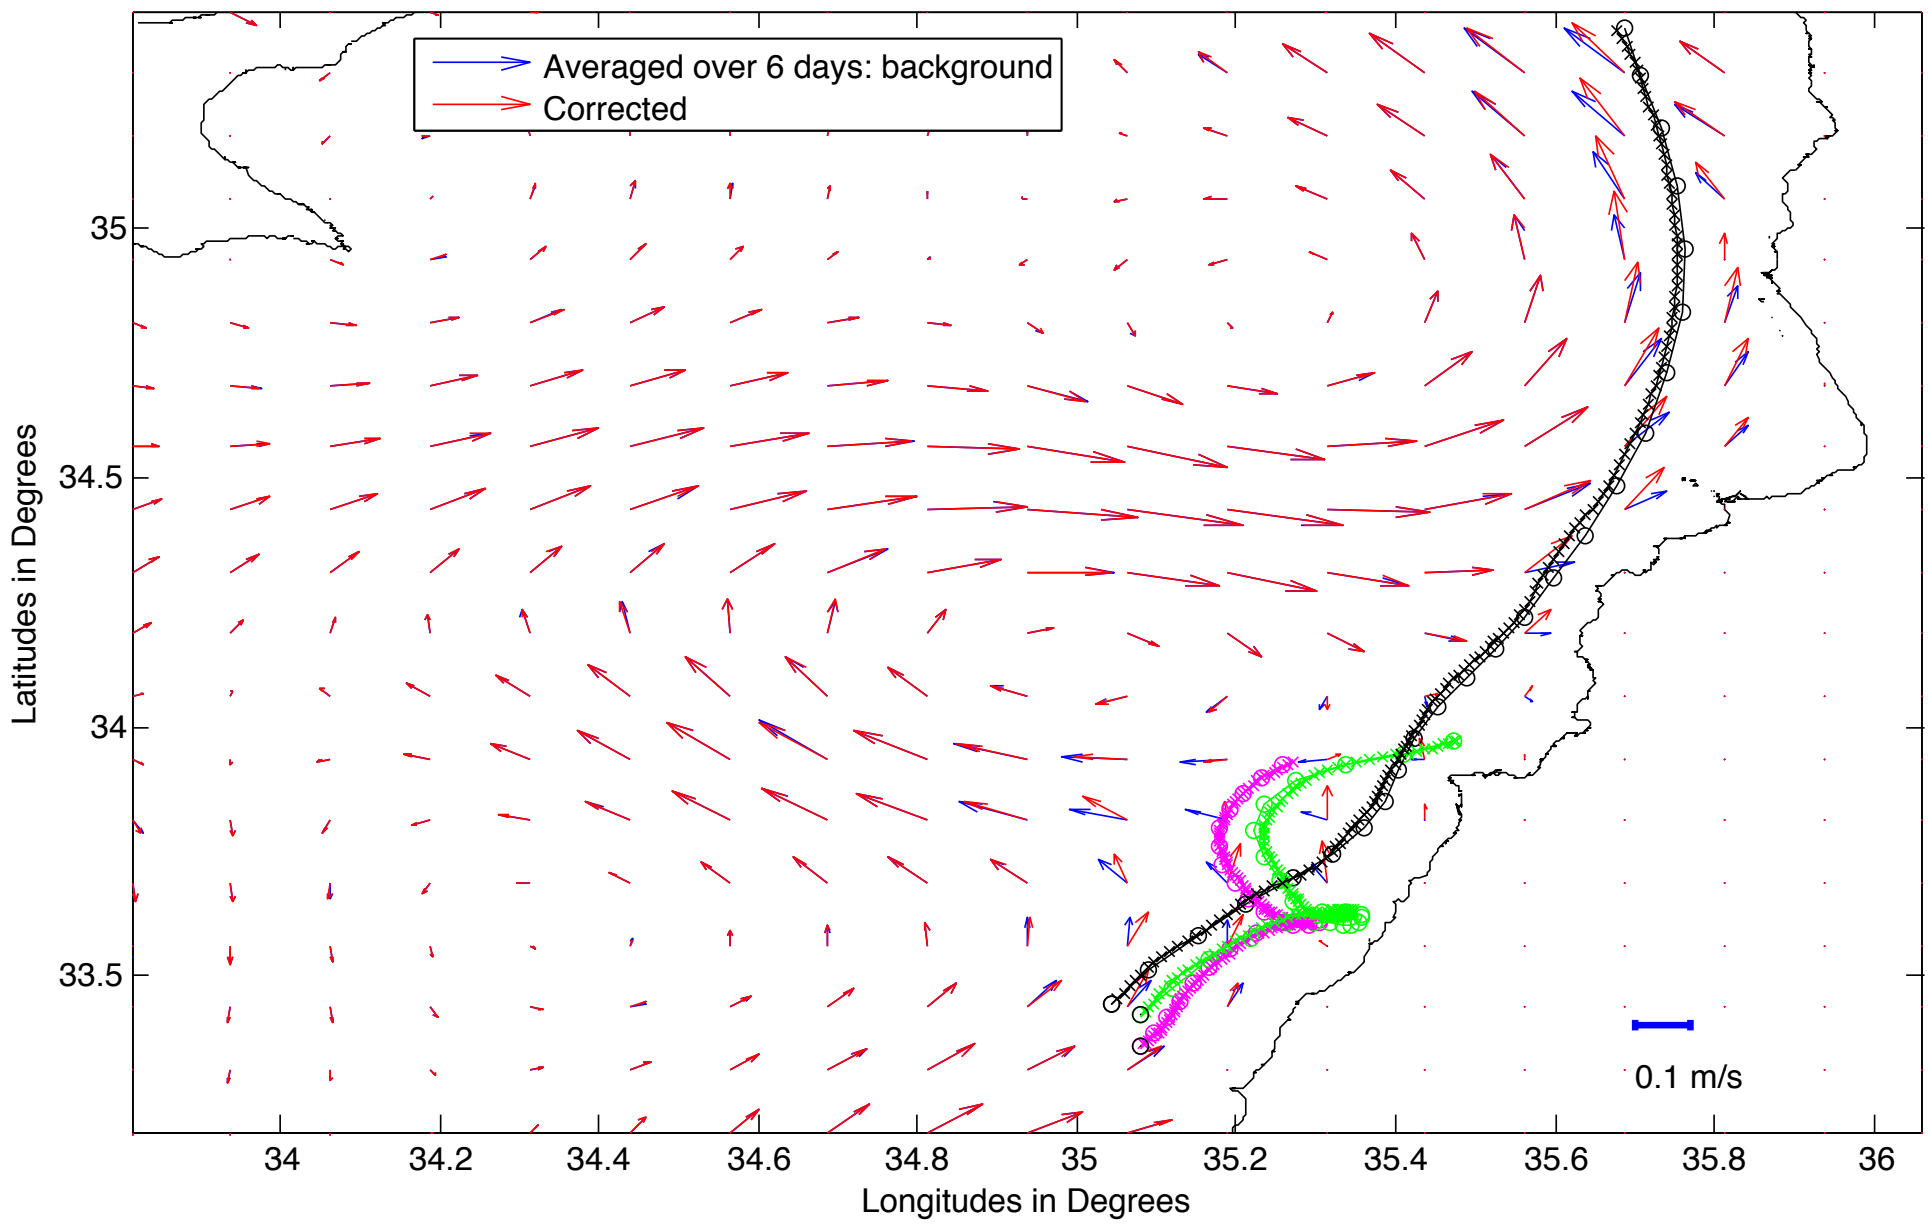 Averaged over 6 days: background
Corrected
35
34.5
34
33.5
Latitudes in Degrees
0.1 m/s
34 34.2 34.4 34.6 34.8 35 35.2 35.4 35.6 35.8 36
Longitudes in Degrees